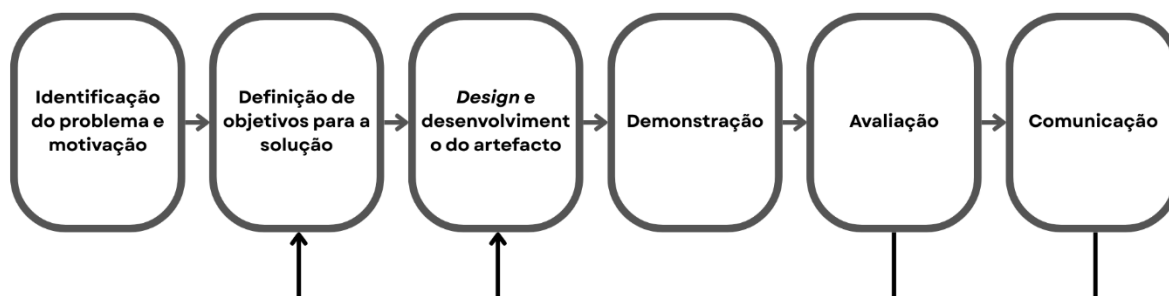 Identificação
do problema e
motivação
Definição de
objetivos para a
solução
Design e
desenvolviment
o do artefacto
Demonstração
Avaliação
Comunicação